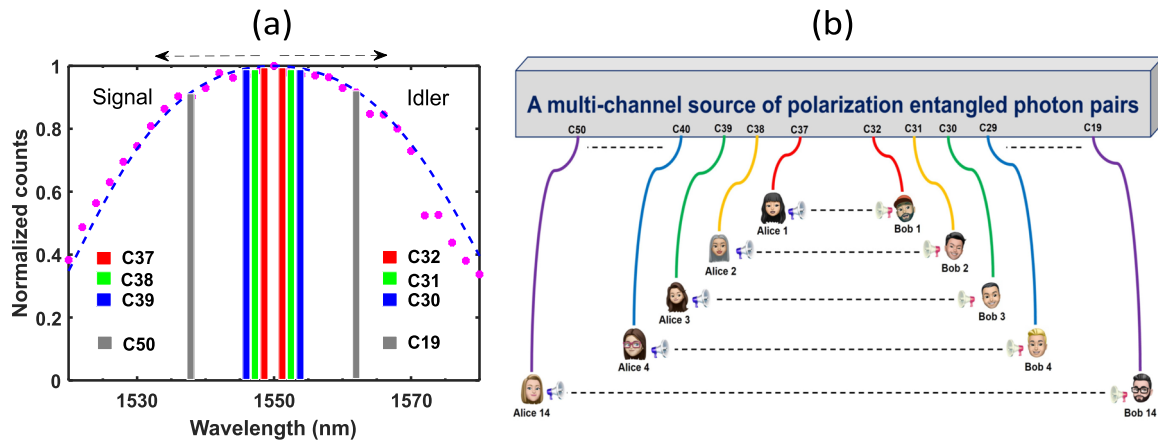 (a)
Normalized counts
1
0.8
0.6
0.4
0.2
0
Signal
Idler
C37
C38
C39
C50
C32
C31
C30
C19
1530
1550
1570
Wavelength (nm)
(b)
A multi-channel source of polarization entangled photon pairs
C50
C40
C39
C38
C37
C32
C31
C30
C29
C19
Alice 1
Bob 1
Alice 2
Bob 2
Alice 3
Bob 3
Alice 4
Bob 4
Alice 14
Bob 14